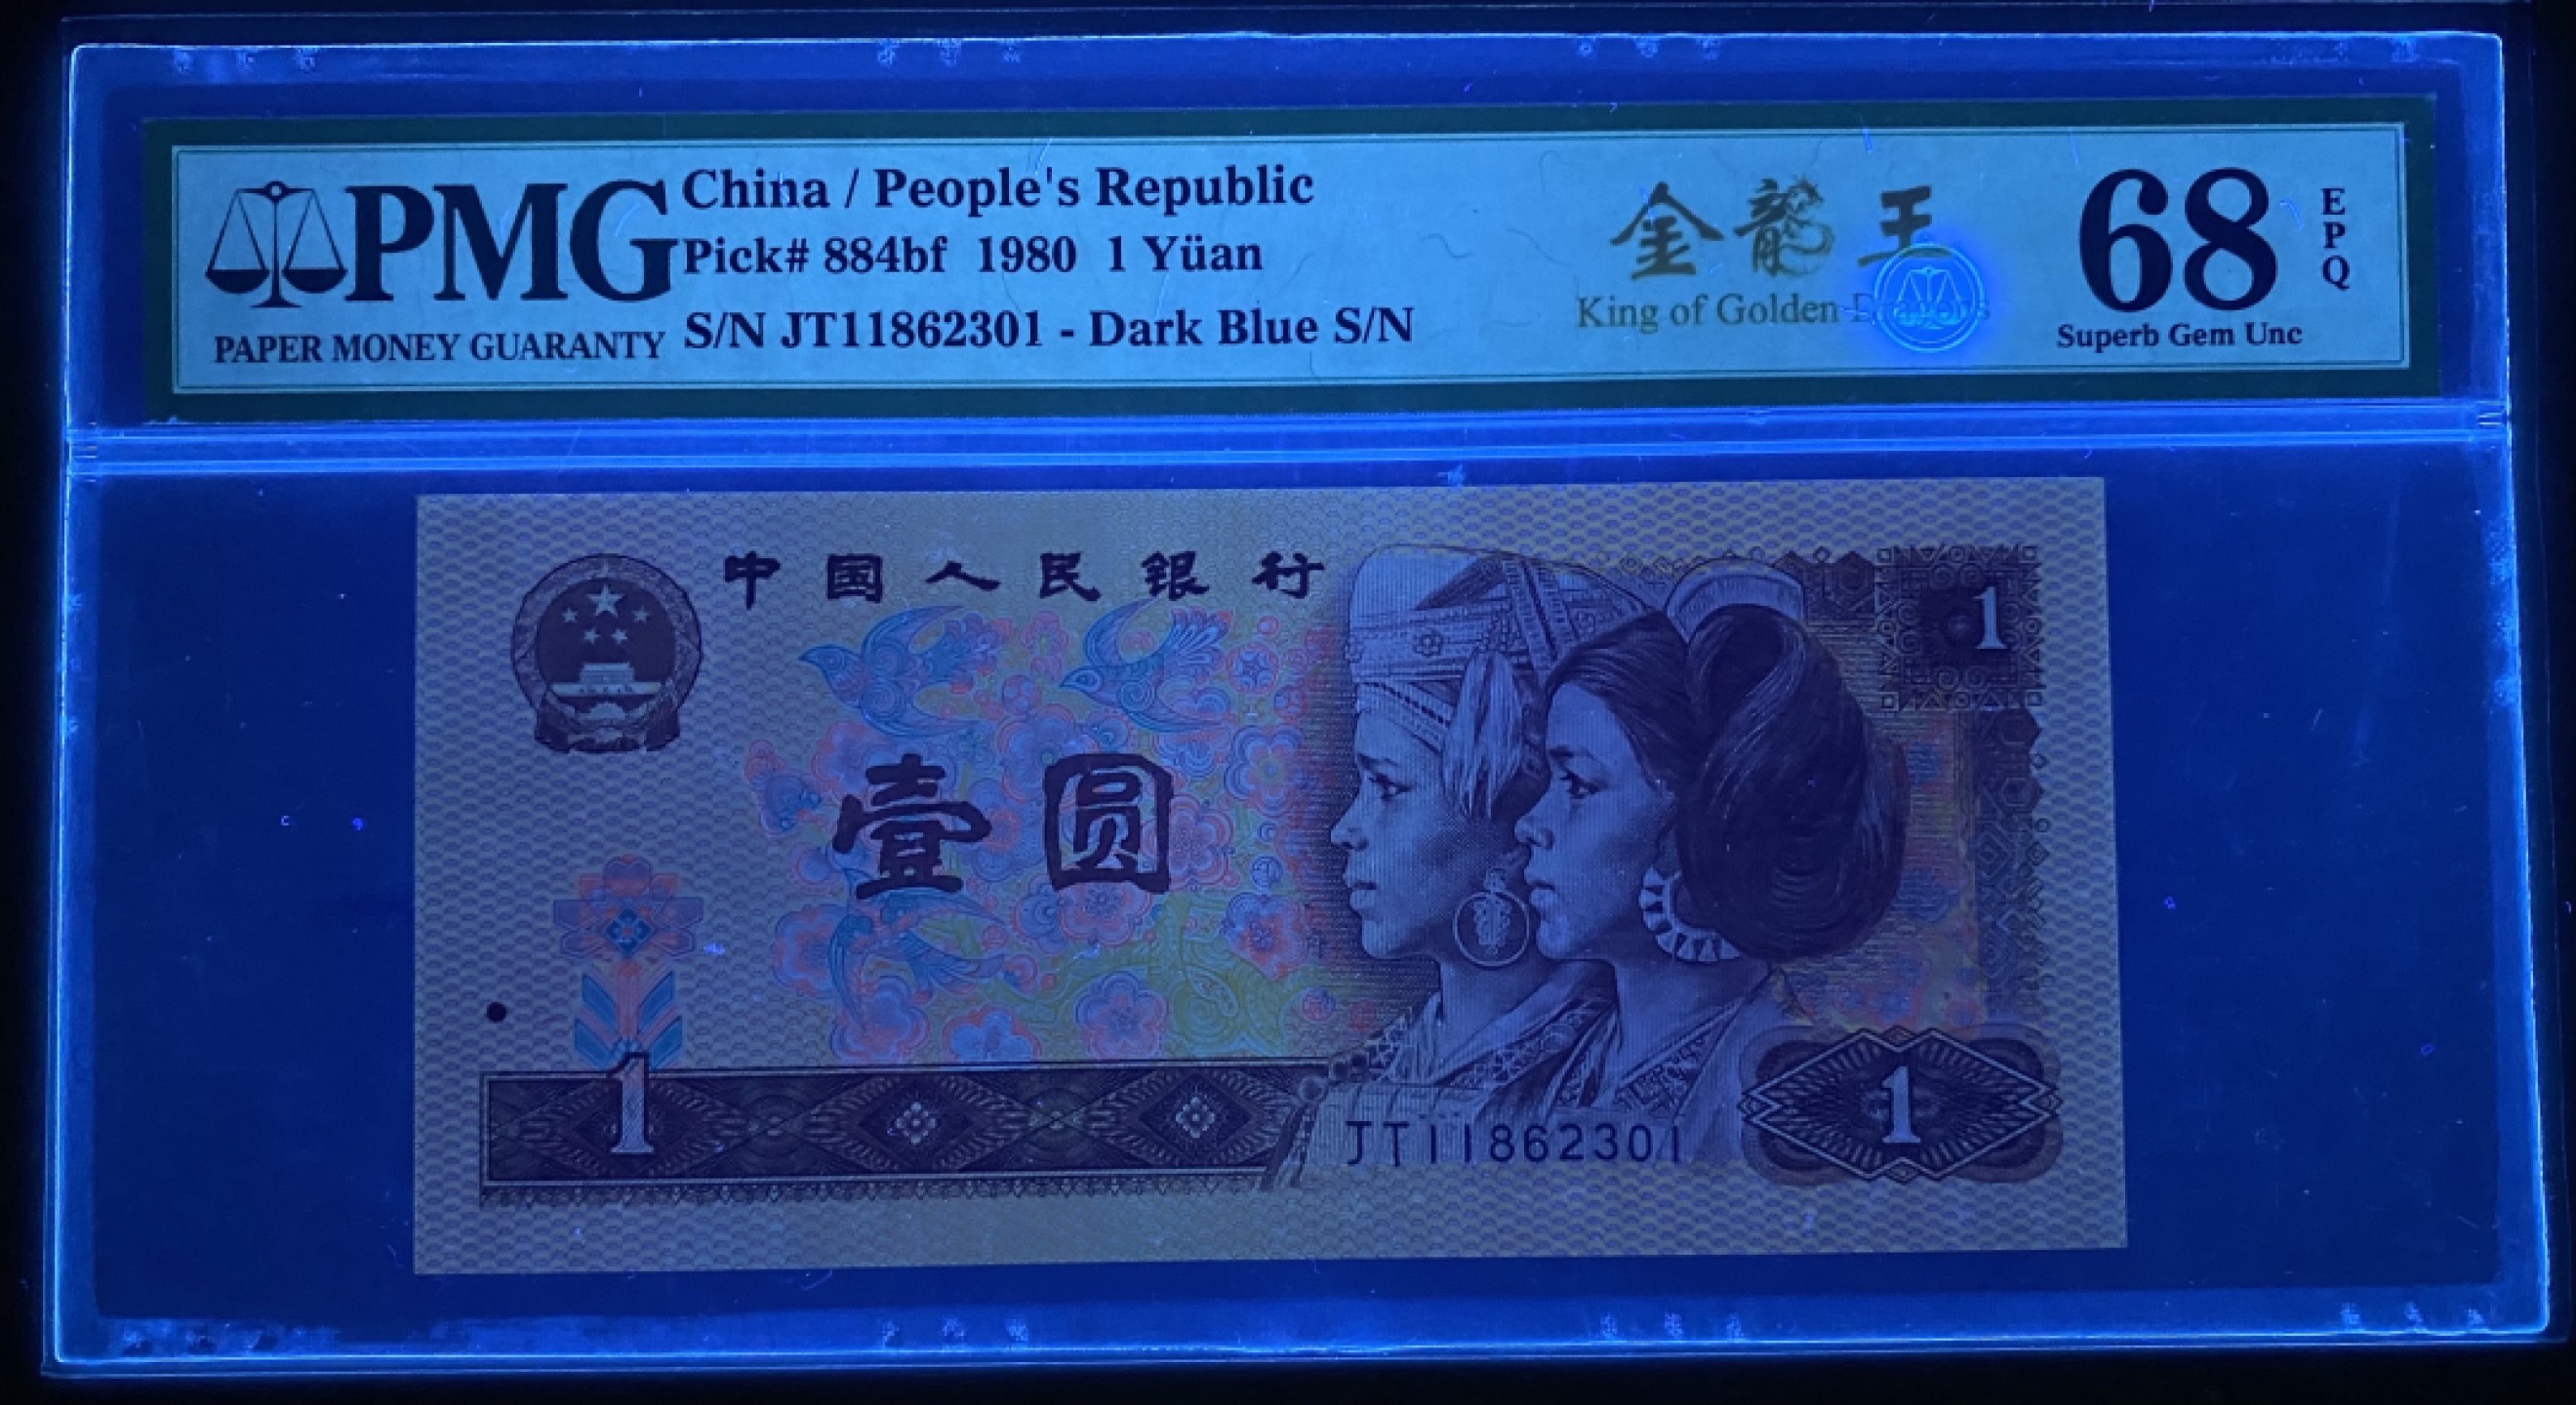 PMG
PAPER MONEY GUARANTY
China / People's Republic
Pick# 884bf 1980 1 Yüan
S/N JT11862301 - Dark Blue S/N
金龍王
King of Golden Dragons
68
EPQ
Superb Gem Unc
中国人民银行
1
壹圆
1
1
JT11862301